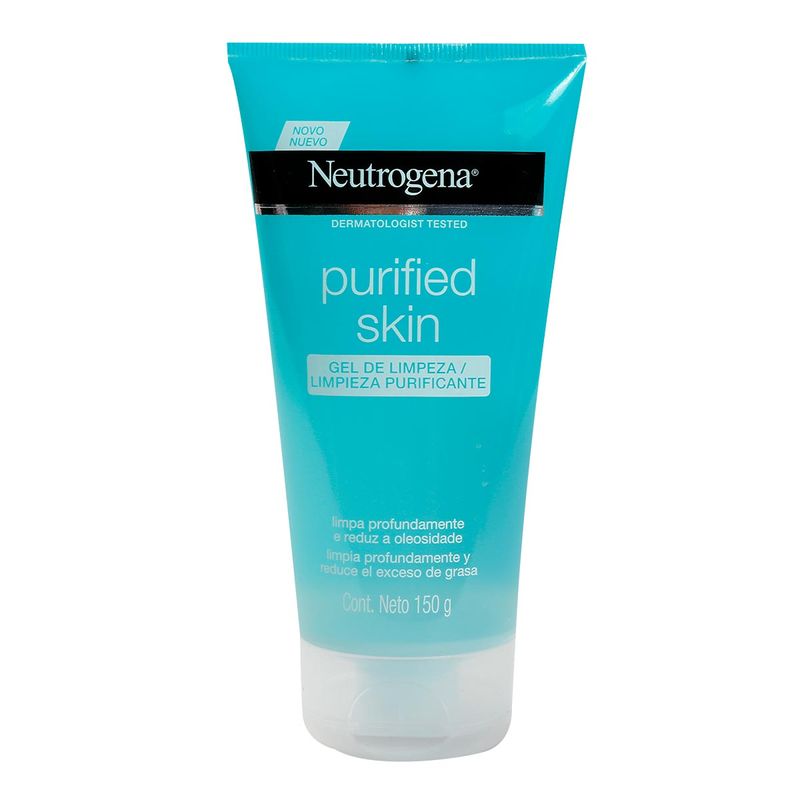 NOVO
NUEVO
Neutrogena®
DERMATOLOGIST TESTED
purified
skin
GEL DE LIMPEZA /
LIMPIEZA PURIFICANTE
limpa profundamente
e reduz a oleosidade
limpia profundamente y
reduce el exceso de grasa
Cont. Neto 150 g